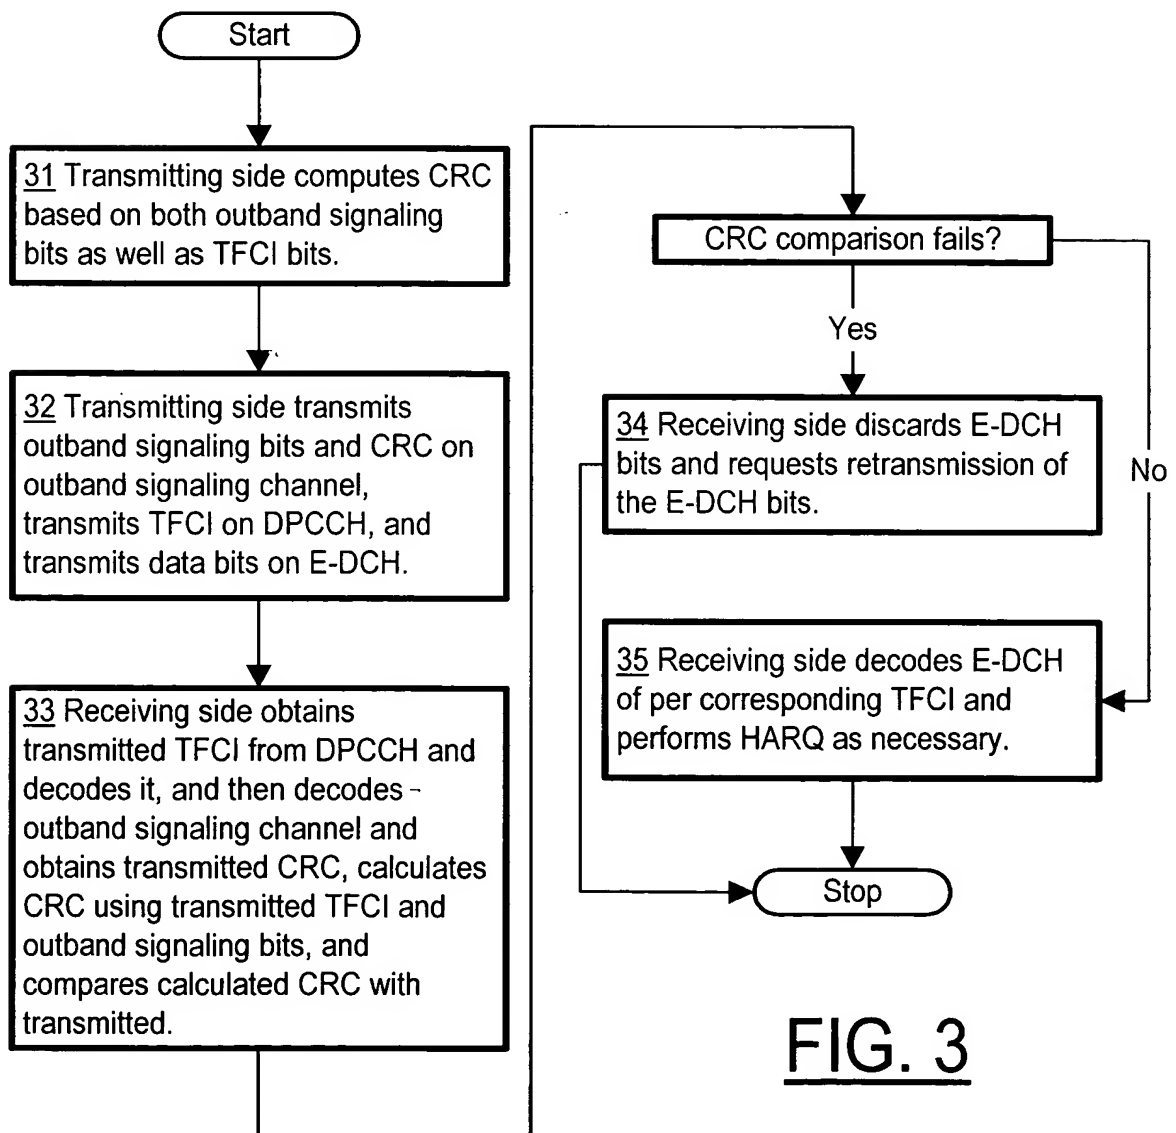 Start
31 Transmitting side computes CRC
based on both outband signaling
bits as well as TFCI bits.
32 Transmitting side transmits
outband signaling bits and CRC on
outband signaling channel,
transmits TFCI on DPCCH, and
transmits data bits on E-DCH.
33 Receiving side obtains
transmitted TFCI from DPCCH and
decodes it, and then decodes
outband signaling channel and
obtains transmitted CRC, calculates
CRC using transmitted TFCI and
outband signaling bits, and
compares calculated CRC with
transmitted.
CRC comparison fails?
Yes
No
34 Receiving side discards E-DCH
bits and requests retransmission of
the E-DCH bits.
35 Receiving side decodes E-DCH
of per corresponding TFCI and
performs HARQ as necessary.
Stop
FIG. 3